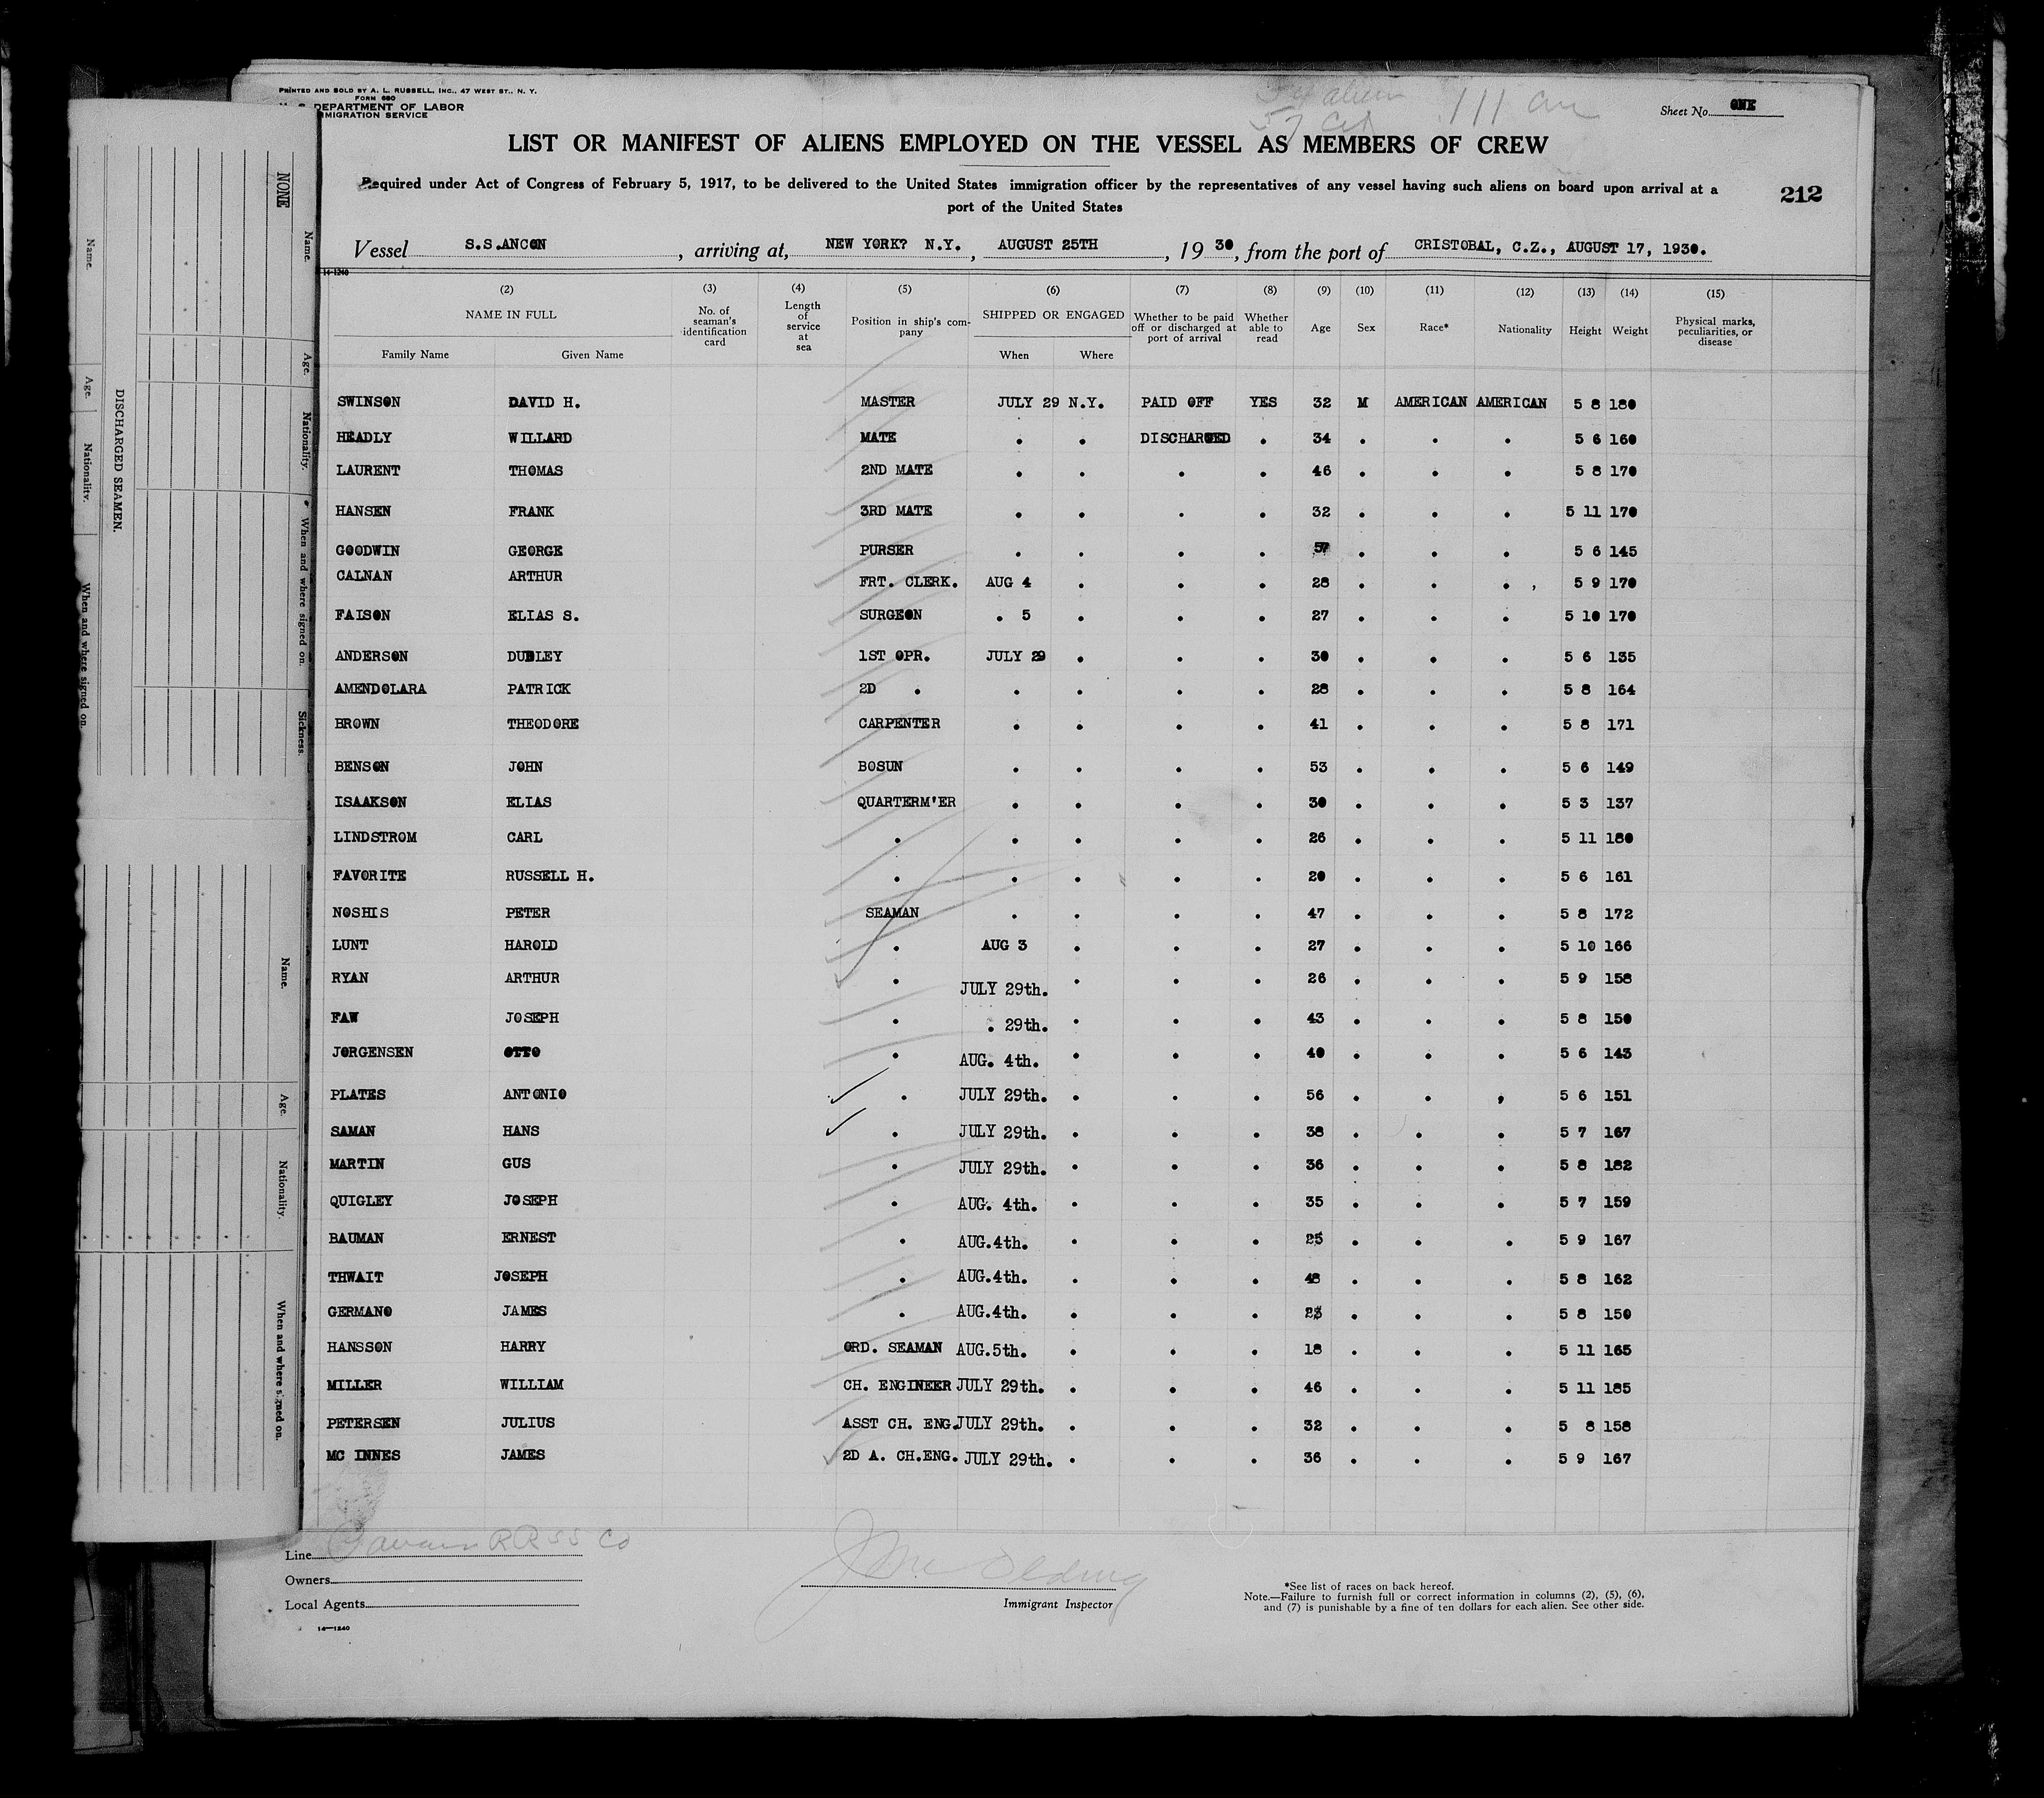 PRINTED AND SOLD BY A. L. RUSSELL, INC., 47 WEST ST., N. Y.
FORM 680
DEPARTMENT OF LABOR
IMMIGRATION SERVICE
111 am
Sheet No. ONE
LIST OR MANIFEST OF ALIENS EMPLOYED ON THE VESSEL AS MEMBERS OF CREW
Required under Act of Congress of February 5, 1917, to be delivered to the United States immigration officer by the representatives of any vessel having such aliens on board upon arrival at a
port of the United States
212
Vessel S.S.ANCON, arriving at, NEW YORK? N.Y., AUGUST 25TH, 19 30, from the port of CRISTOBAL, C.Z., AUGUST 17, 1930.
14-1240
(2) (3) (4) (5) (6) (7) (8) (9) (10) (11) (12) (13) (14) (15)
NAME IN FULL No. of seaman's identification card Length of service at sea Position in ship's company SHIPPED OR ENGAGED Whether to be paid off or discharged at port of arrival Whether able to read Age Sex Race* Nationality Height Weight Physical marks, peculiarities, or disease
Family Name Given Name When Where
SWINSON DAVID H. MASTER JULY 29 N.Y. PAID OFF YES 32 M AMERICAN AMERICAN 5 8 180
HEADLY WILLARD MATE . . DISCHARGED . 34 . . . 5 6 160
LAURENT THOMAS 2ND MATE . . . . 46 . . . 5 8 170
HANSEN FRANK 3RD MATE . . . . 32 . . . 5 11 170
GOODWIN GEORGE PURSER . . . . 57 . . . 5 6 145
CALNAN ARTHUR FRT. CLERK. AUG 4 . . . 28 . . . , 5 9 170
FAISON ELIAS S. SURGEON . 5 . . . 27 . . . 5 10 170
ANDERSON DUDLEY 1ST OPR. JULY 29 . . . 30 . . . 5 6 135
AMENDOLARA PATRICK 2D . . . . . 28 . . . 5 8 164
BROWN THEODORE CARPENTER . . . . 41 . . . 5 8 171
BENSON JOHN BOSUN . . . . 53 . . . 5 6 149
ISAAKSON ELIAS QUARTERM'ER . . . . 30 . . . 5 3 137
LINDSTROM CARL . . . . . 26 . . . 5 11 180
FAVORITE RUSSELL H. . . . . . 20 . . . 5 6 161
NOSHIS PETER SEAMAN . . . . 47 . . . 5 8 172
LUNT HAROLD . AUG 3 . . . 27 . . . 5 10 166
RYAN ARTHUR . JULY 29th. . . . 26 . . . 5 9 158
FAW JOSEPH . . 29th. . . . 43 . . . 5 8 150
JORGENSEN OTTO . AUG. 4th. . . . 40 . . . 5 6 143
PLATES ANTONIO . JULY 29th. . . . 56 . . . 5 6 151
SAMAN HANS . JULY 29th. . . . 38 . . . 5 7 167
MARTIN GUS . JULY 29th. . . . 36 . . . 5 8 182
QUIGLEY JOSEPH . AUG. 4th. . . . 35 . . . 5 7 159
BAUMAN ERNEST . AUG.4th. . . . 25 . . . 5 9 167
THWAIT JOSEPH . AUG.4th. . . . 48 . . . 5 8 162
GERMANO JAMES . AUG.4th. . . . . . . 5 8 150
HANSSON HARRY ORD. SEAMAN AUG.5th. . . . 18 . . . 5 11 165
MILLER WILLIAM CH. ENGINEER JULY 29th. . . . 46 . . . 5 11 185
PETERSEN JULIUS ASST CH. ENG. JULY 29th. . . . 32 . . . 5 8 158
MC INNES JAMES 2D A. CH.ENG. JULY 29th. . . . 36 . . . 5 9 167
Line RR SS Co
Owners
Local Agents
14—1240
Immigrant Inspector
*See list of races on back hereof.
Note.—Failure to furnish full or correct information in columns (2), (5), (6),
and (7) is punishable by a fine of ten dollars for each alien. See other side.
NONE
Name. Age. Nationality. When and where signed on. Sickness.
DISCHARGED SEAMEN.
Name. Age. Nationality. When and where signed on.
Name. Age. Nationality. When and where signed on.